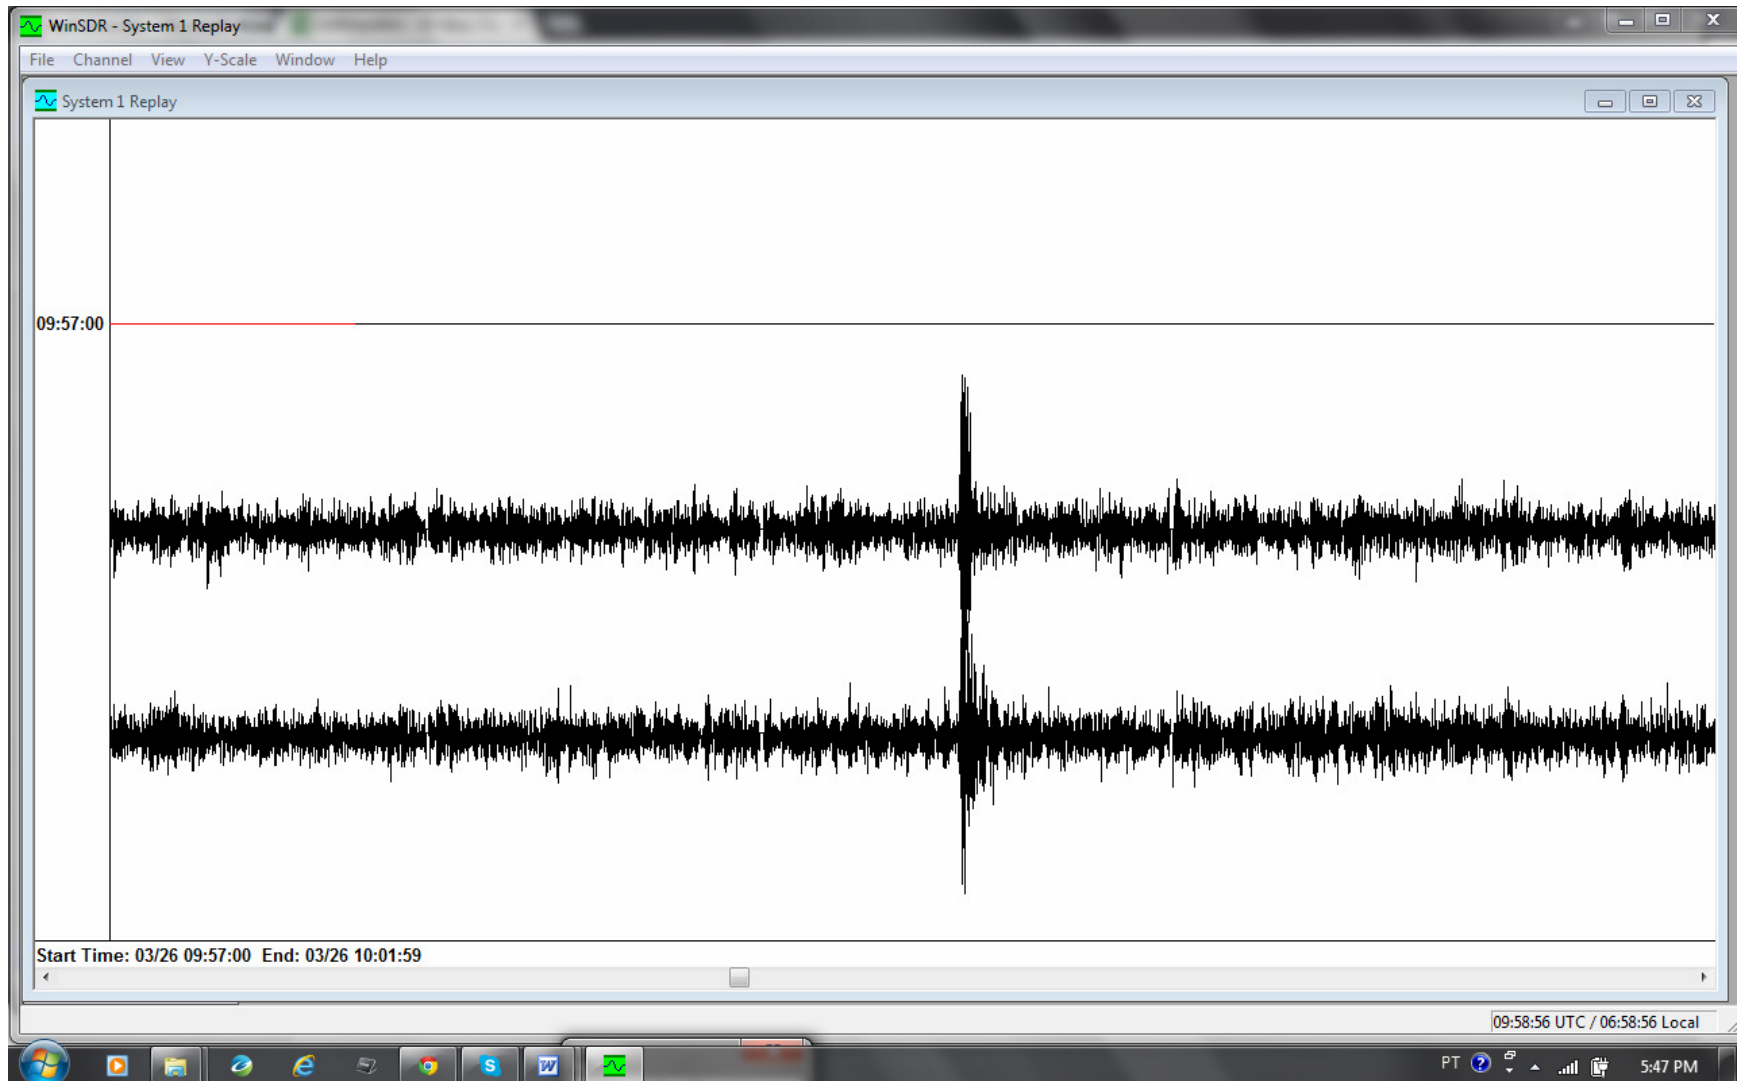 WinSDR - System 1 Replay
File Channel View Y-Scale Window Help
System 1 Replay
09:57:00
Start Time: 03/26 09:57:00 End: 03/26 10:01:59
09:58:56 UTC / 06:58:56 Local
PT
5:47 PM